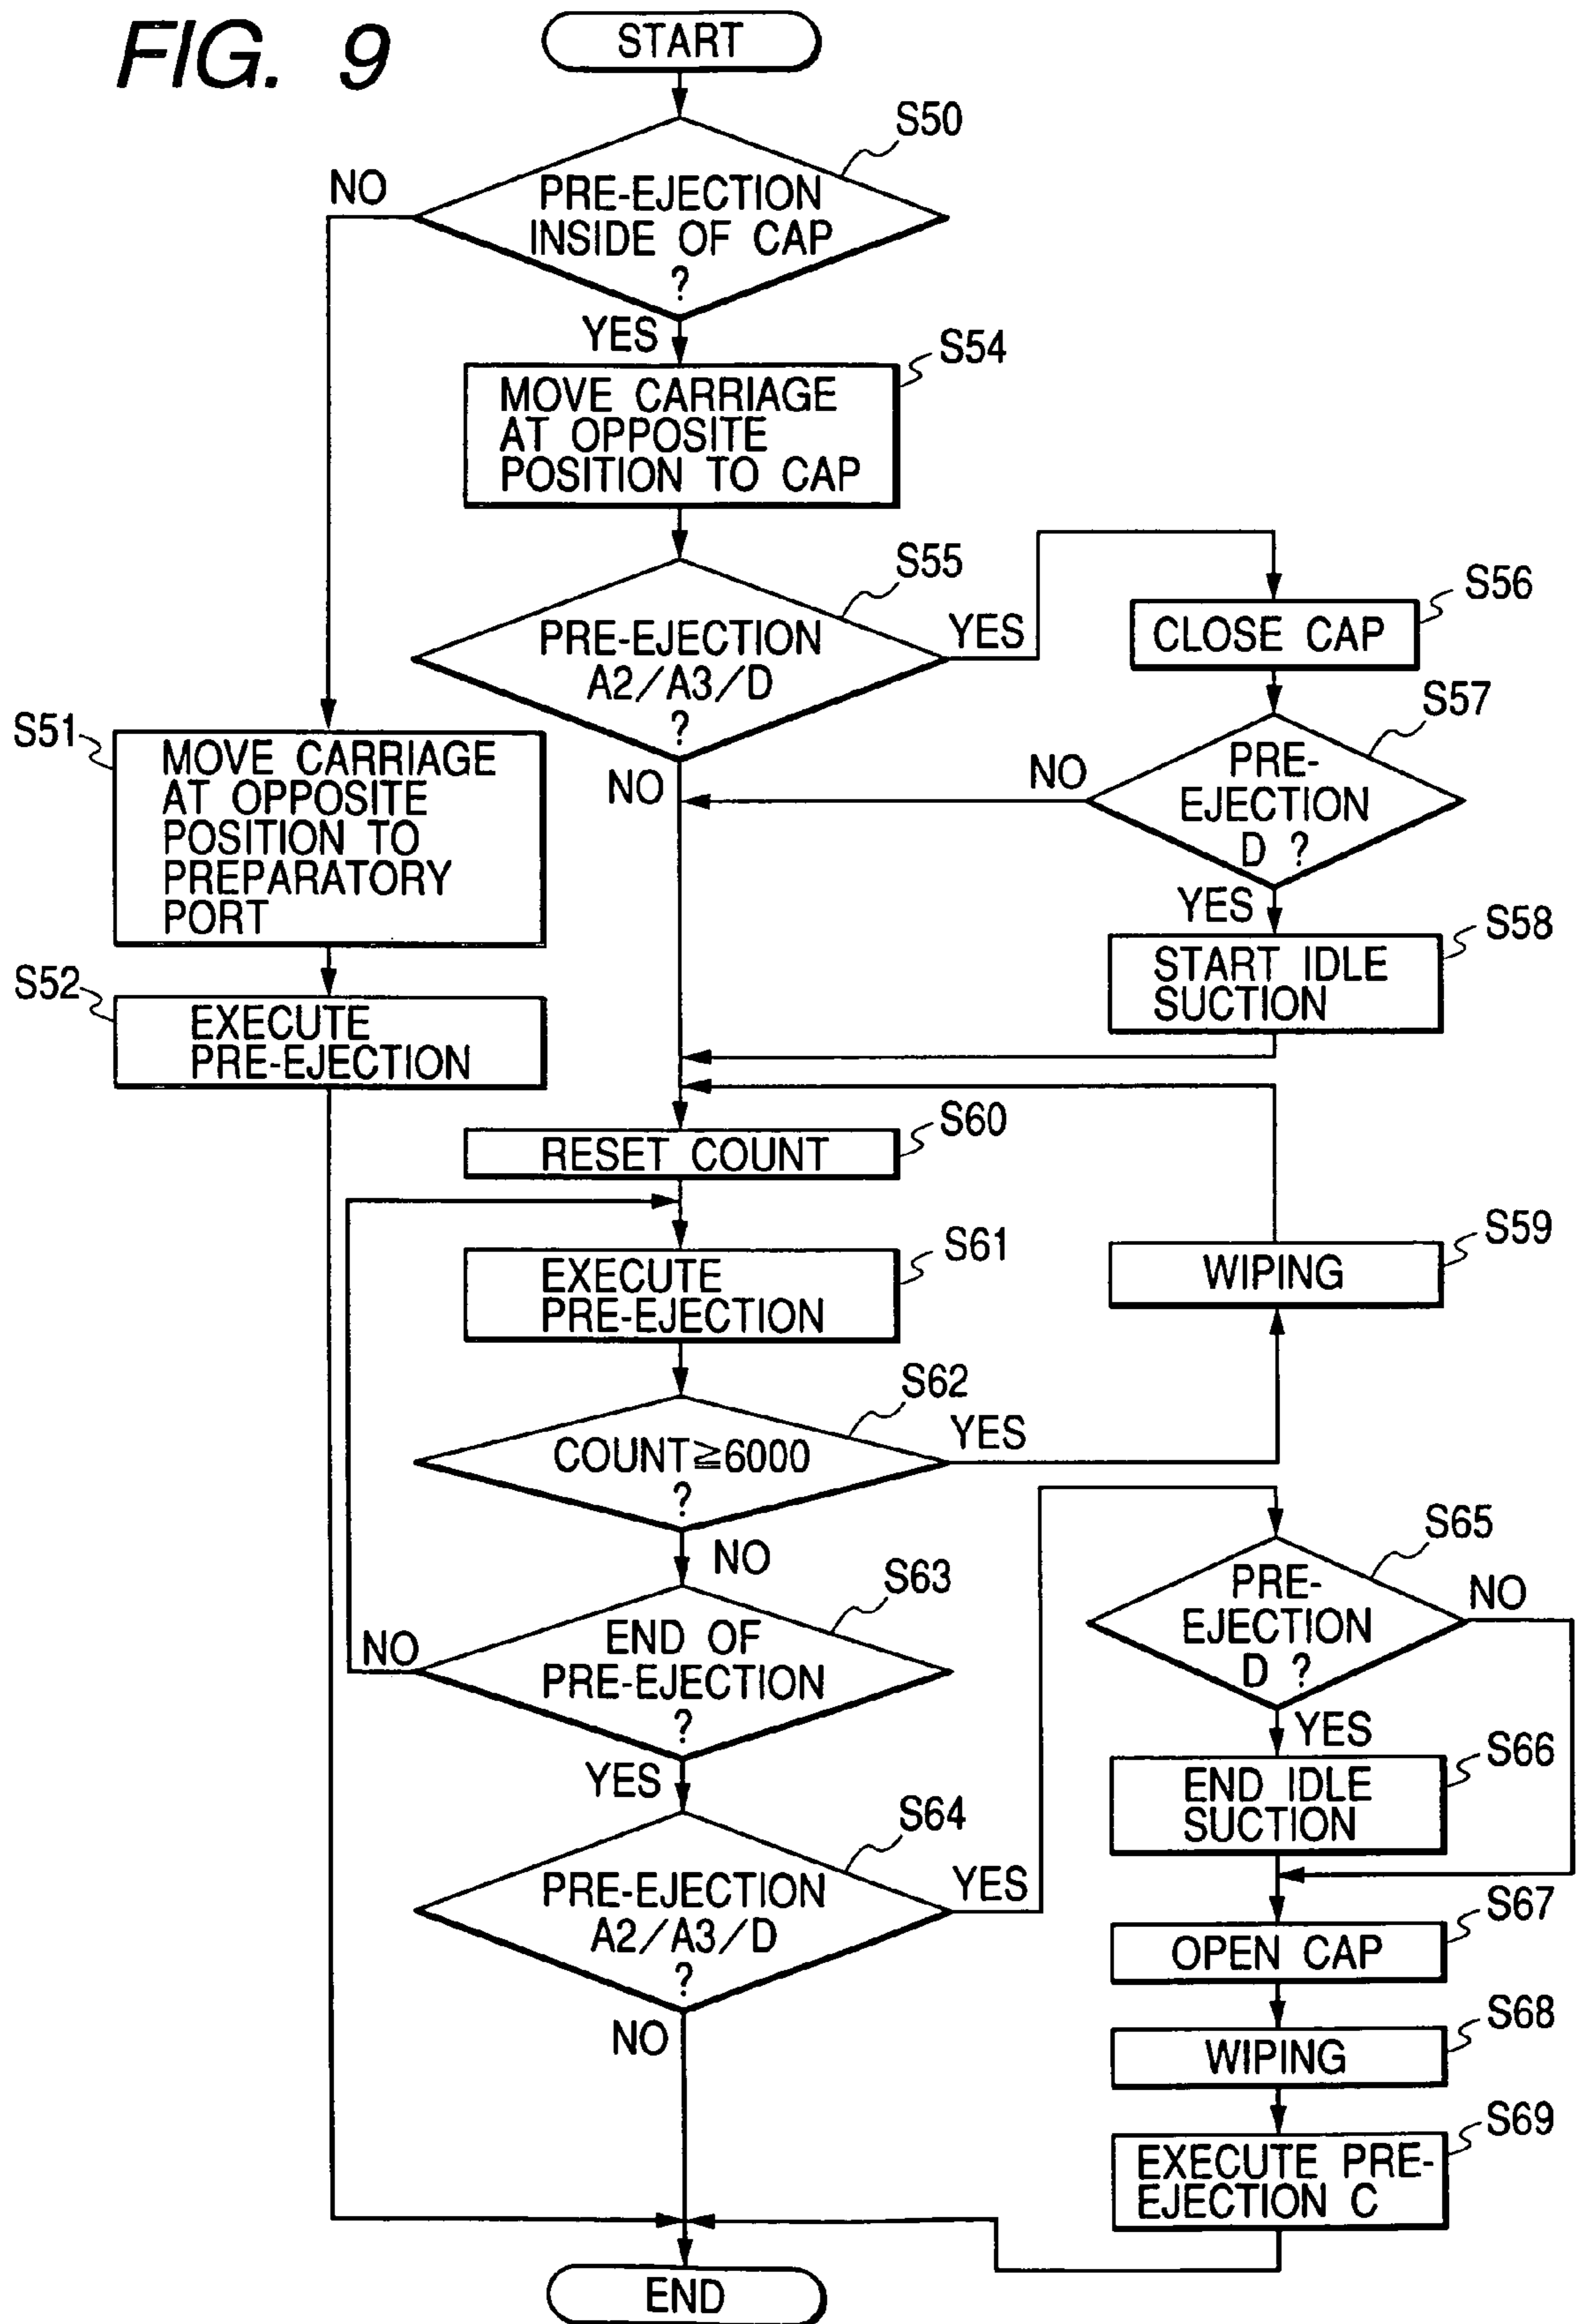 FIG. 9
START
S50
NO
PRE-EJECTION
INSIDE OF CAP
?
YES
S54
MOVE CARRIAGE
AT OPPOSITE
POSITION TO CAP
S55
PRE-EJECTION
A2/A3/D
?
YES
NO
S56
CLOSE CAP
S57
PRE-
EJECTION
D ?
NO
YES
S58
START IDLE
SUCTION
S51
MOVE CARRIAGE
AT OPPOSITE
POSITION TO
PREPARATORY
PORT
S52
EXECUTE
PRE-EJECTION
S60
RESET COUNT
S61
EXECUTE
PRE-EJECTION
S59
WIPING
S62
COUNT≧6000
?
YES
NO
S63
END OF
PRE-EJECTION
?
NO
YES
S64
PRE-EJECTION
A2/A3/D
?
YES
NO
S65
PRE-
EJECTION
D ?
NO
YES
S66
END IDLE
SUCTION
S67
OPEN CAP
S68
WIPING
S69
EXECUTE PRE-
EJECTION C
END